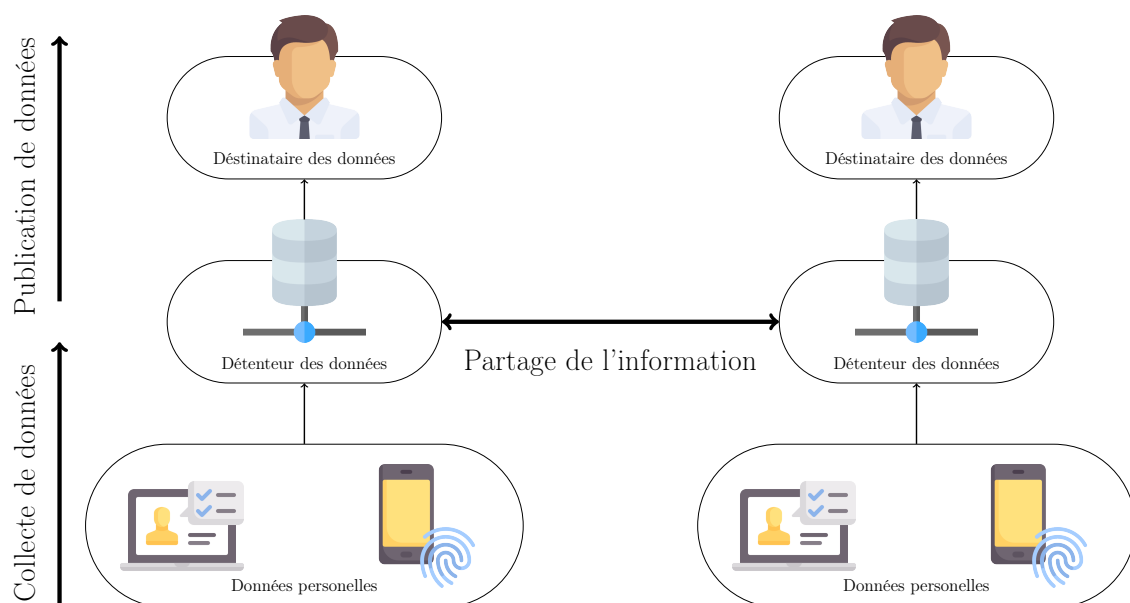 Publication de données
Déstinataire des données
Déstinataire des données
Détenteur des données
Partage de l'information
Détenteur des données
Collecte de données
Données personelles
Données personelles